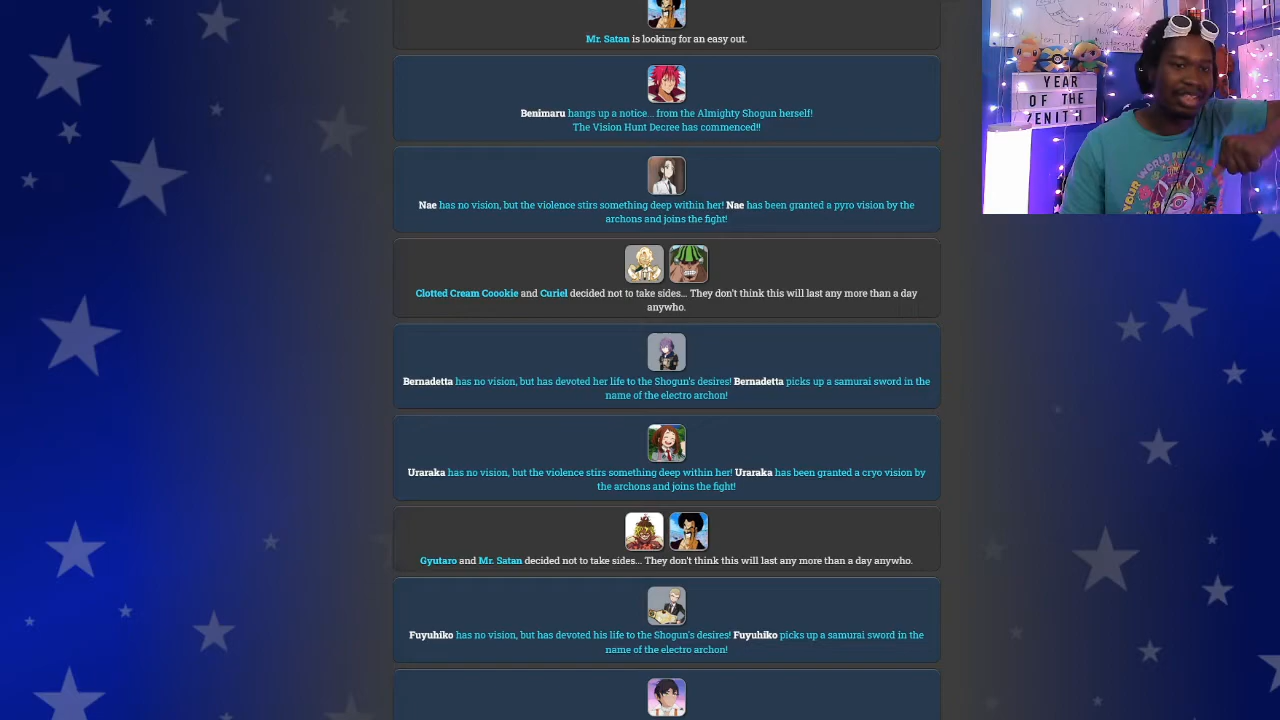 Mr. Satan is looking for an easy out.
Benimaru hangs up a notice... from the Almighty Shogun herself!
The Vision Hunt Decree has commenced!!
Nae has no vision, but the violence stirs something deep within her! Nae has been granted a pyro vision by the
archons and joins the fight!
Clotted Cream Coookie and Curiel decided not to take sides... They don't think this will last any more than a day
anywho.
Bernadetta has no vision, but has devoted her life to the Shogun's desires! Bernadetta picks up a samurai sword in the
name of the electro archon!
Uraraka has no vision, but the violence stirs something deep within her! Uraraka has been granted a cryo vision by
the archons and joins the fight!
Gyutaro and Mr. Satan decided not to take sides... They don't think this will last any more than a day anywho.
Fuyuhiko has no vision, but has devoted his life to the Shogun's desires! Fuyuhiko picks up a samurai sword in the
name of the electro archon!
YEAR
OF THE
ZENITH